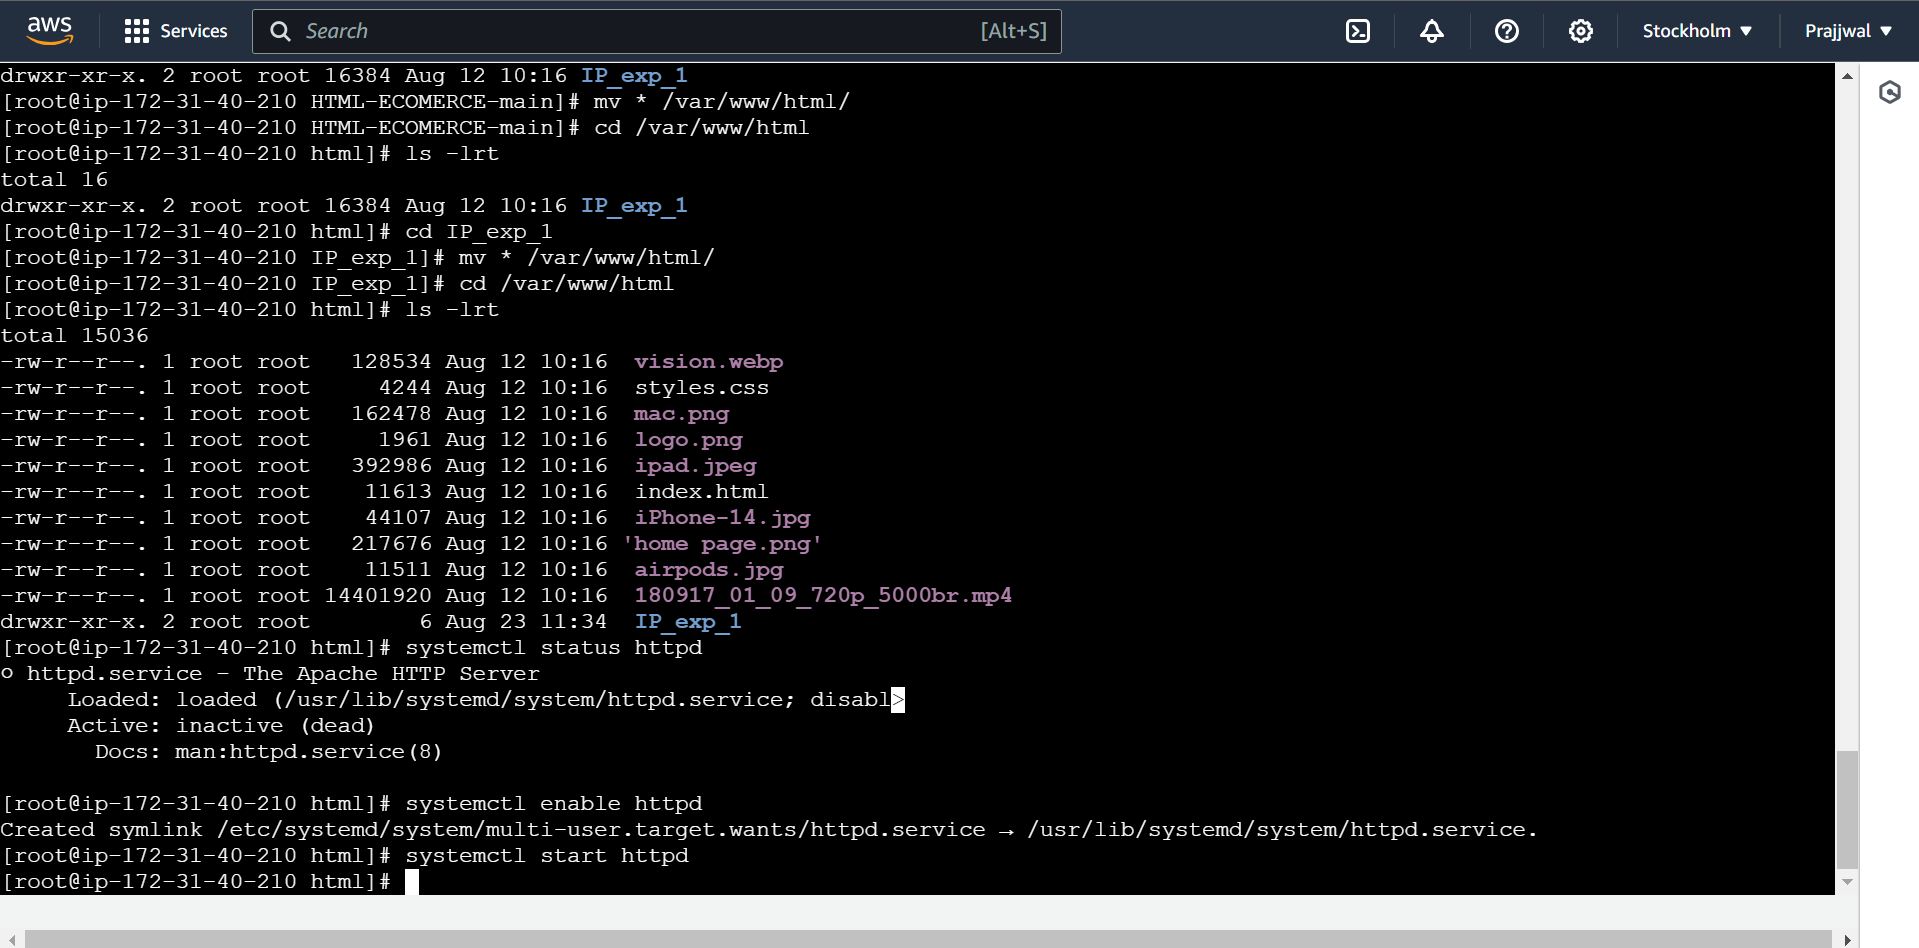 aws Services Search [Alt+S] Stockholm ▼ Prajjwal ▼
drwxr-xr-x. 2 root root 16384 Aug 12 10:16 IP_exp_1
[root@ip-172-31-40-210 HTML-ECOMERCE-main]# mv * /var/www/html/
[root@ip-172-31-40-210 HTML-ECOMERCE-main]# cd /var/www/html
[root@ip-172-31-40-210 html]# ls -lrt
total 16
drwxr-xr-x. 2 root root 16384 Aug 12 10:16 IP_exp_1
[root@ip-172-31-40-210 html]# cd IP_exp_1
[root@ip-172-31-40-210 IP_exp_1]# mv * /var/www/html/
[root@ip-172-31-40-210 IP_exp_1]# cd /var/www/html
[root@ip-172-31-40-210 html]# ls -lrt
total 15036
-rw-r--r--. 1 root root   128534 Aug 12 10:16  vision.webp
-rw-r--r--. 1 root root     4244 Aug 12 10:16  styles.css
-rw-r--r--. 1 root root   162478 Aug 12 10:16  mac.png
-rw-r--r--. 1 root root     1961 Aug 12 10:16  logo.png
-rw-r--r--. 1 root root   392986 Aug 12 10:16  ipad.jpeg
-rw-r--r--. 1 root root    11613 Aug 12 10:16  index.html
-rw-r--r--. 1 root root    44107 Aug 12 10:16  iPhone-14.jpg
-rw-r--r--. 1 root root   217676 Aug 12 10:16 'home page.png'
-rw-r--r--. 1 root root    11511 Aug 12 10:16  airpods.jpg
-rw-r--r--. 1 root root 14401920 Aug 12 10:16  180917_01_09_720p_5000br.mp4
drwxr-xr-x. 2 root root        6 Aug 23 11:34  IP_exp_1
[root@ip-172-31-40-210 html]# systemctl status httpd
○ httpd.service - The Apache HTTP Server
     Loaded: loaded (/usr/lib/systemd/system/httpd.service; disabl>
     Active: inactive (dead)
       Docs: man:httpd.service(8)
[root@ip-172-31-40-210 html]# systemctl enable httpd
Created symlink /etc/systemd/system/multi-user.target.wants/httpd.service → /usr/lib/systemd/system/httpd.service.
[root@ip-172-31-40-210 html]# systemctl start httpd
[root@ip-172-31-40-210 html]#